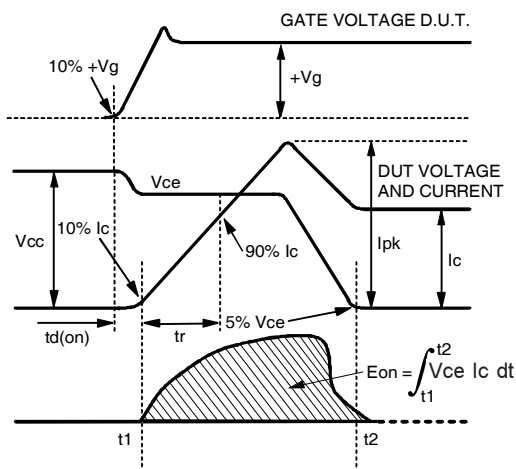 GATE VOLTAGE D.U.T.
10% +Vg
+Vg
Vce
DUT VOLTAGE
AND CURRENT
10% Ic
Vcc
90% Ic
Ipk
Ic
td(on)
tr
5% Vce
Eon = ∫ t1 t2 Vce Ic dt
t1
t2